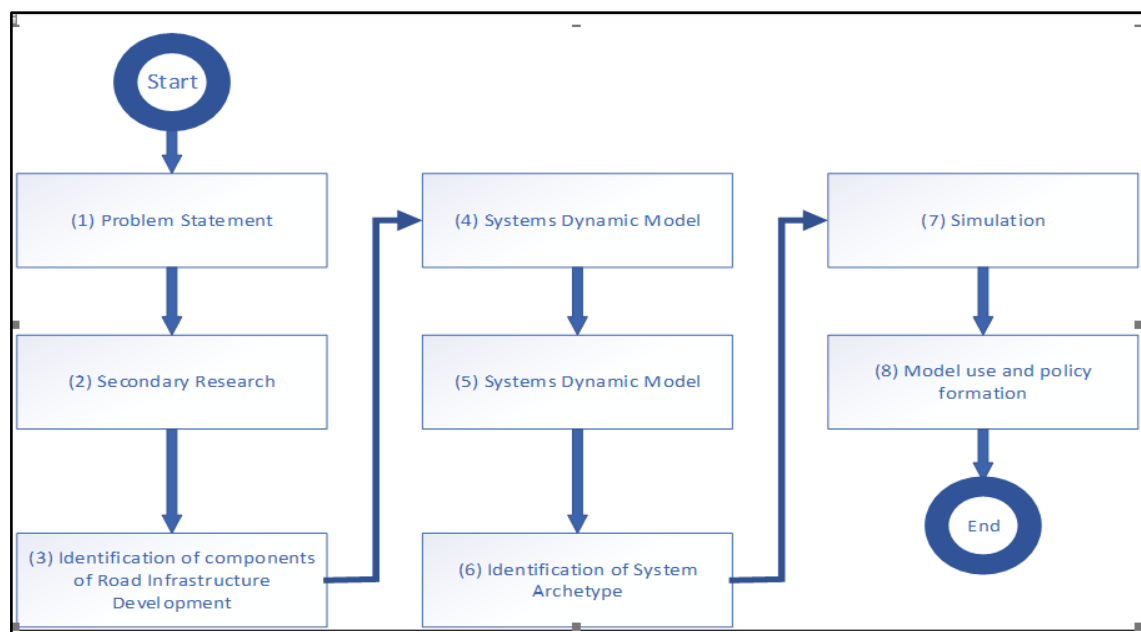 Start
(1) Problem Statement
(2) Secondary Research
(3) Identification of components
of Road Infrastructure
Development
(4) Systems Dynamic Model
(5) Systems Dynamic Model
(6) Identification of System
Archetype
(7) Simulation
(8) Model use and policy
formation
End